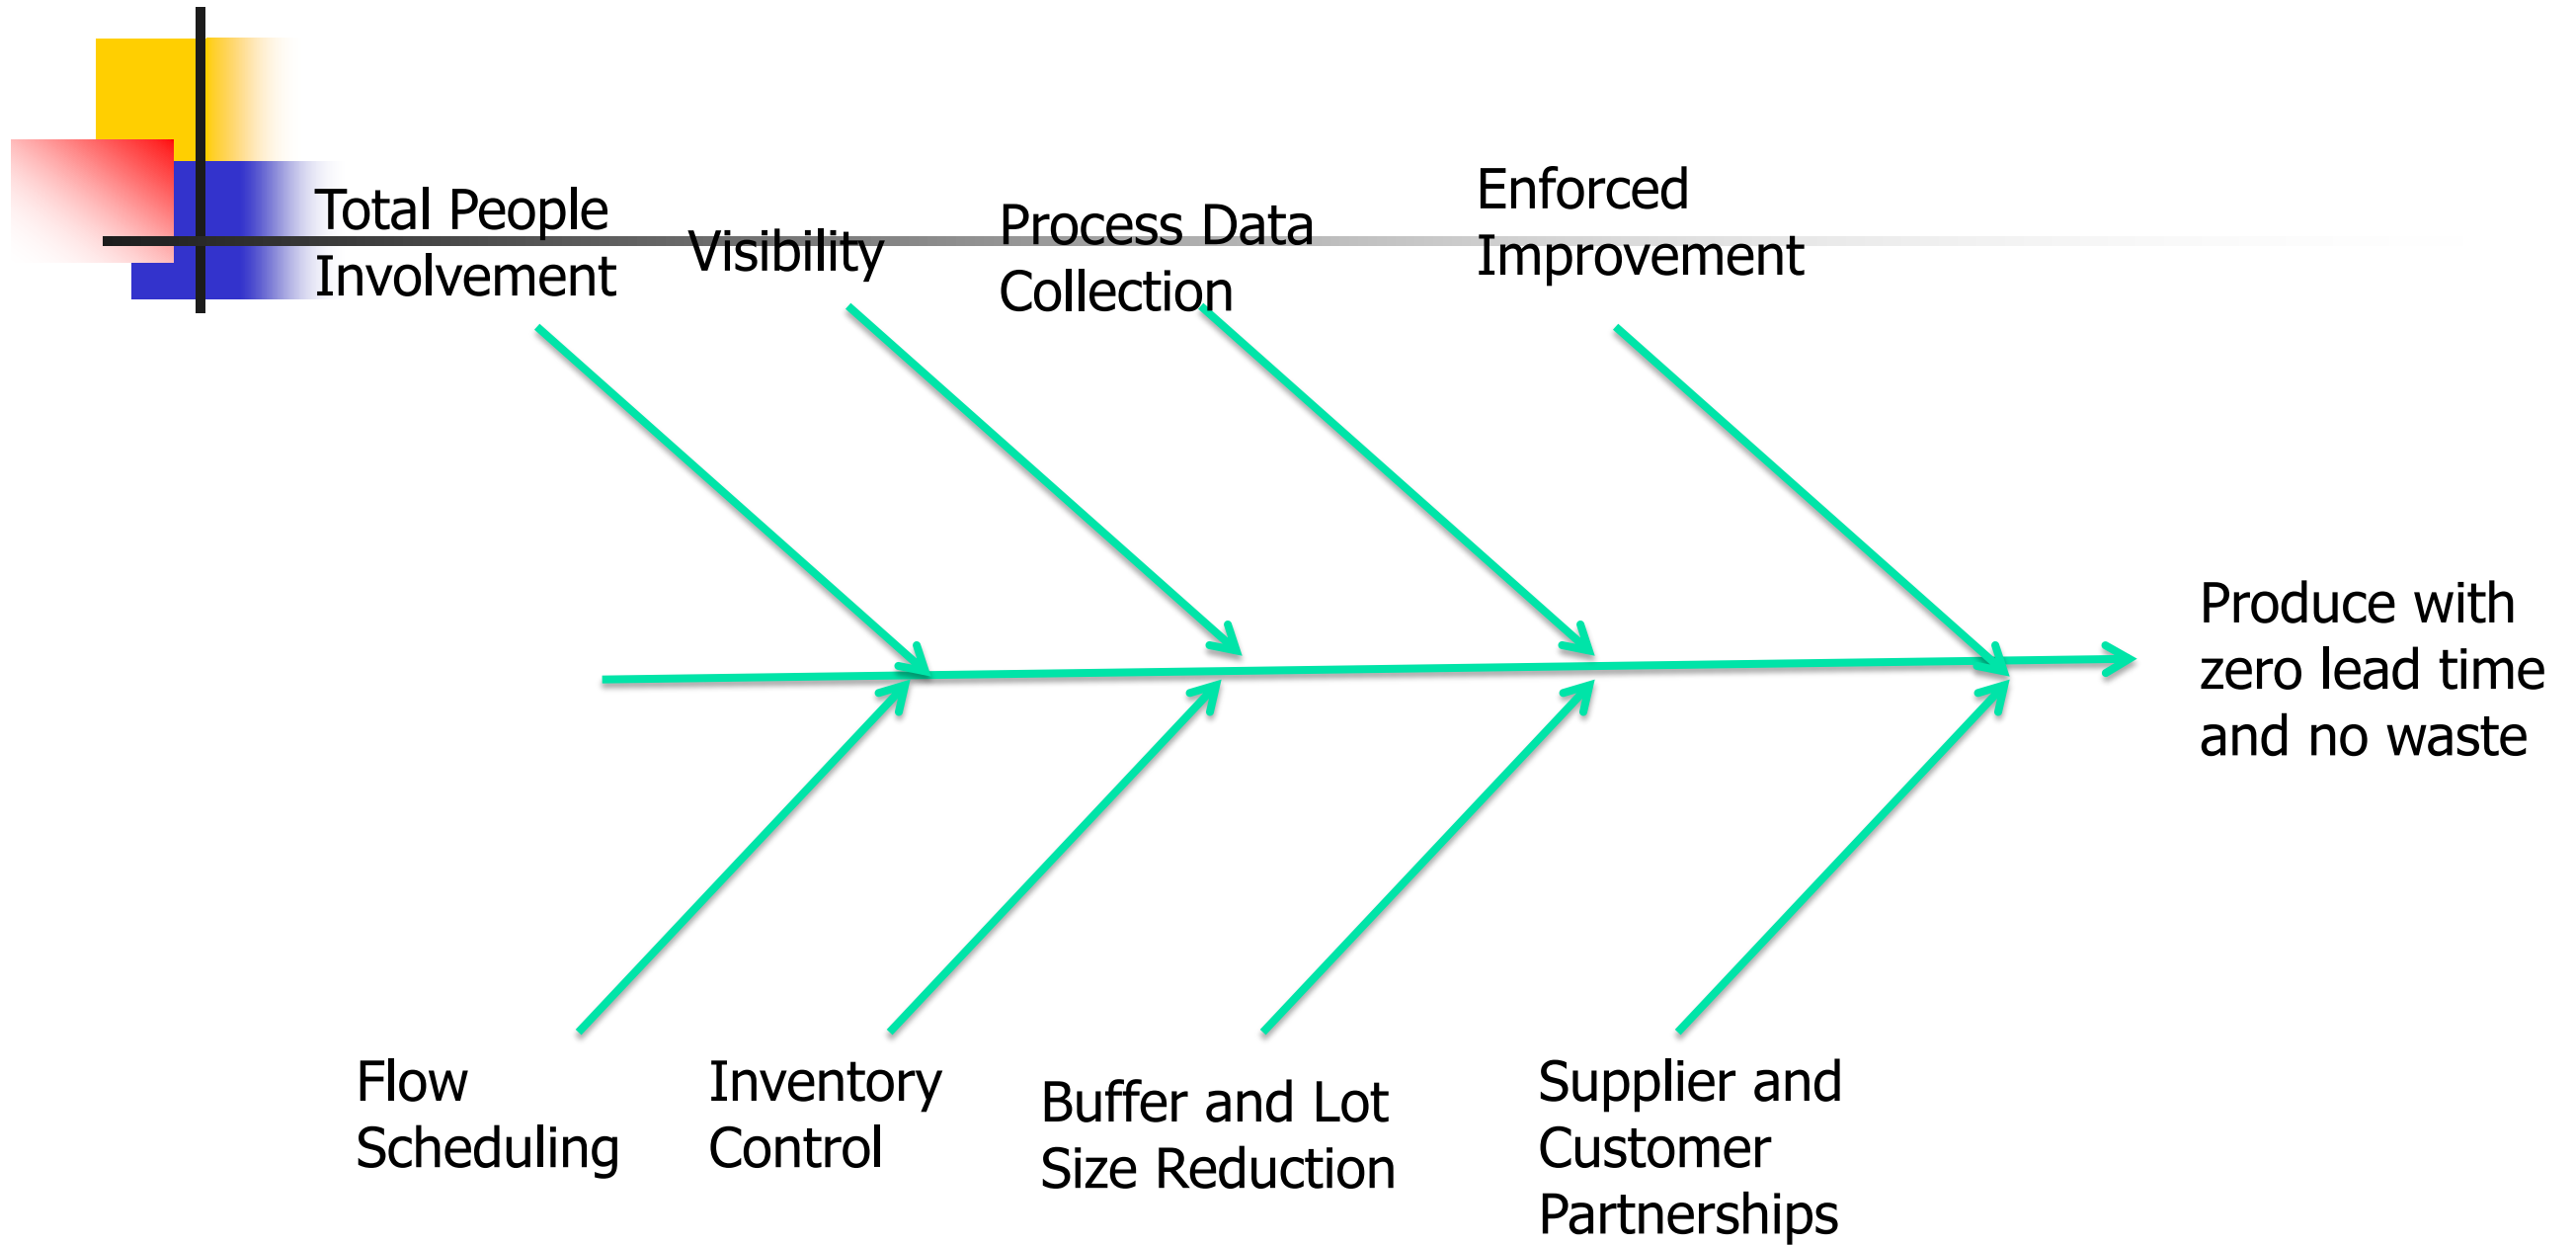 Total People
Involvement
Visibility
Process Data
Collection
Enforced
Improvement
Produce with
zero lead time
and no waste
Flow
Scheduling
Inventory
Control
Buffer and Lot
Size Reduction
Supplier and
Customer
Partnerships